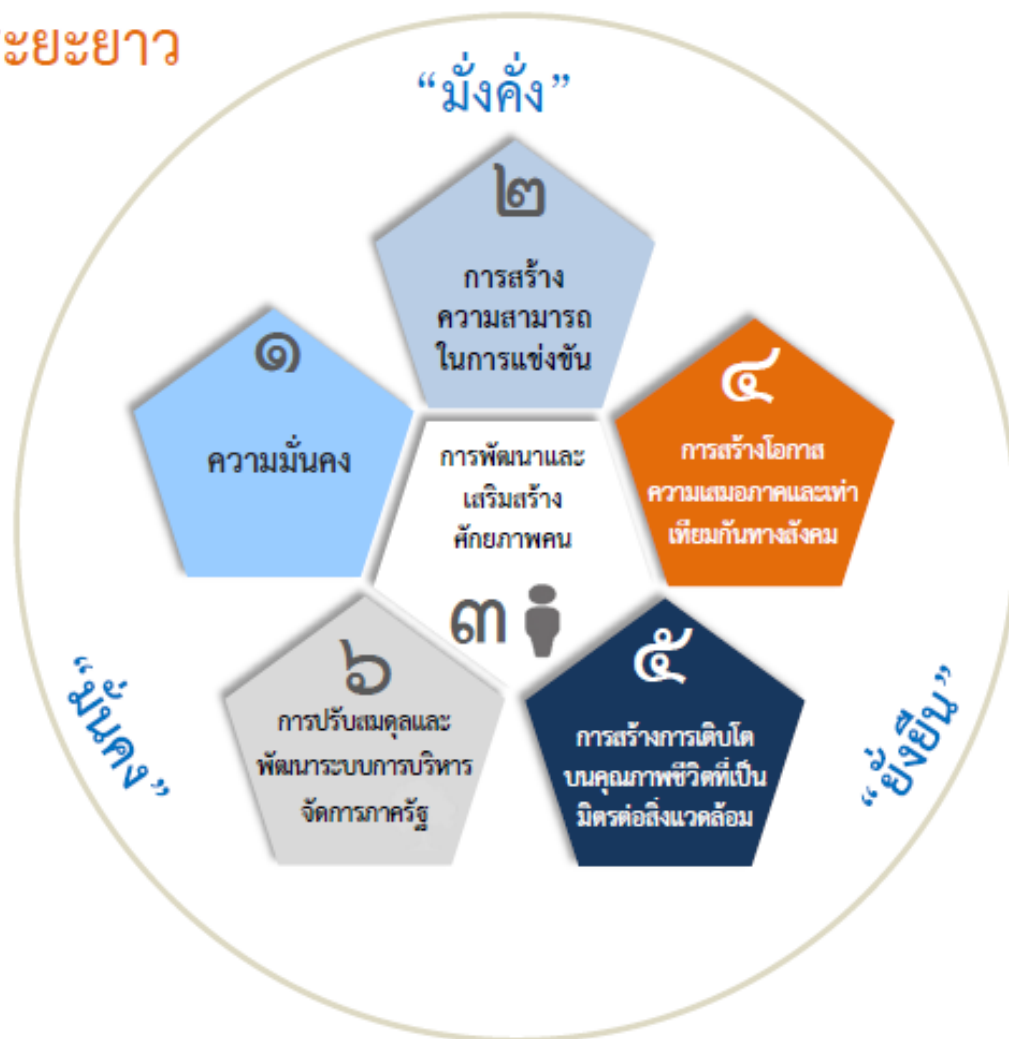 ะยะยาว
“มั่งคั่ง”
๒
การสร้าง
ความสามารถ
ในการแข่งขัน
๑
ความมั่นคง
๔
การสร้างโอกาส
ความเสมอภาคและเท่า
เทียมกันทางสังคม
การพัฒนาและ
เสริมสร้าง
ศักยภาพคน
๓
๖
การปรับสมดุลและ
พัฒนาระบบการบริหาร
จัดการภาครัฐ
๕
การสร้างการเติบโต
บนคุณภาพชีวิตที่เป็น
มิตรต่อสิ่งแวดล้อม
“มั่นคง”
“ยั่งยืน”